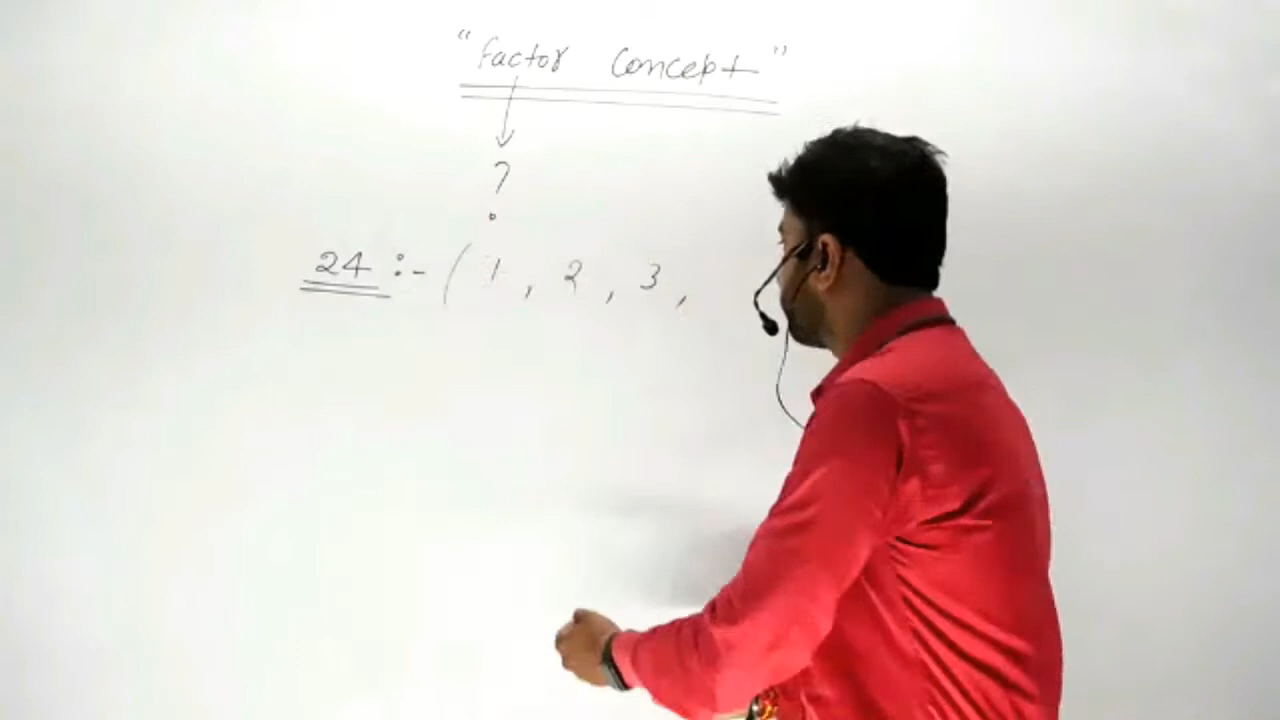 "Factor Concept"
?
24 :- ( 1 , 2 , 3 ,